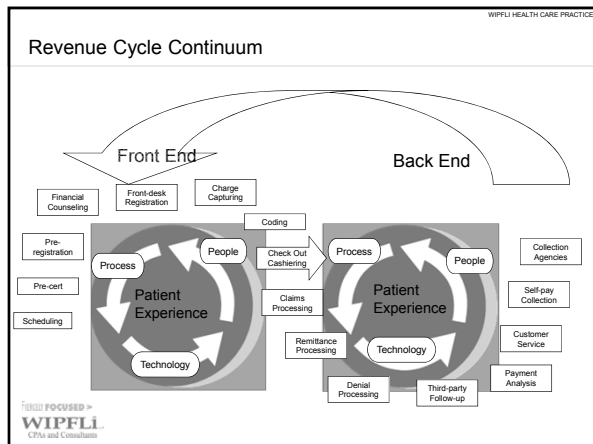 WIPFLI HEALTH CARE PRACTICE
Revenue Cycle Continuum
Front End
Back End
Financial
Counseling
Front-desk
Registration
Charge
Capturing
Coding
Pre-
registration
Pre-cert
Scheduling
Process
People
Patient
Experience
Technology
Check Out
Cashiering
Claims
Processing
Remittance
Processing
Denial
Processing
Third-party
Follow-up
Process
People
Patient
Experience
Technology
Collection
Agencies
Self-pay
Collection
Customer
Service
Payment
Analysis
FOCUSED >
WIPFLi
CPAs and Consultants